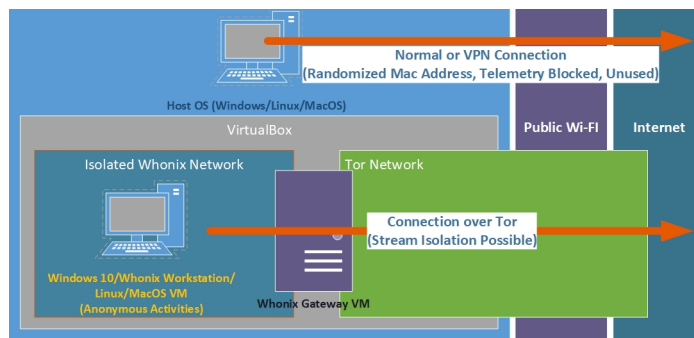 Normal or VPN Connection
(Randomized Mac Address, Telemetry Blocked, Unused)
Host OS (Windows/Linux/MacOS)
VirtualBox
Public Wi-FI
Internet
Isolated Whonix Network
Tor Network
Connection over Tor
(Stream Isolation Possible)
Windows 10/Whonix Workstation/
Linux/MacOS VM
(Anonymous Activities)
Whonix Gateway VM